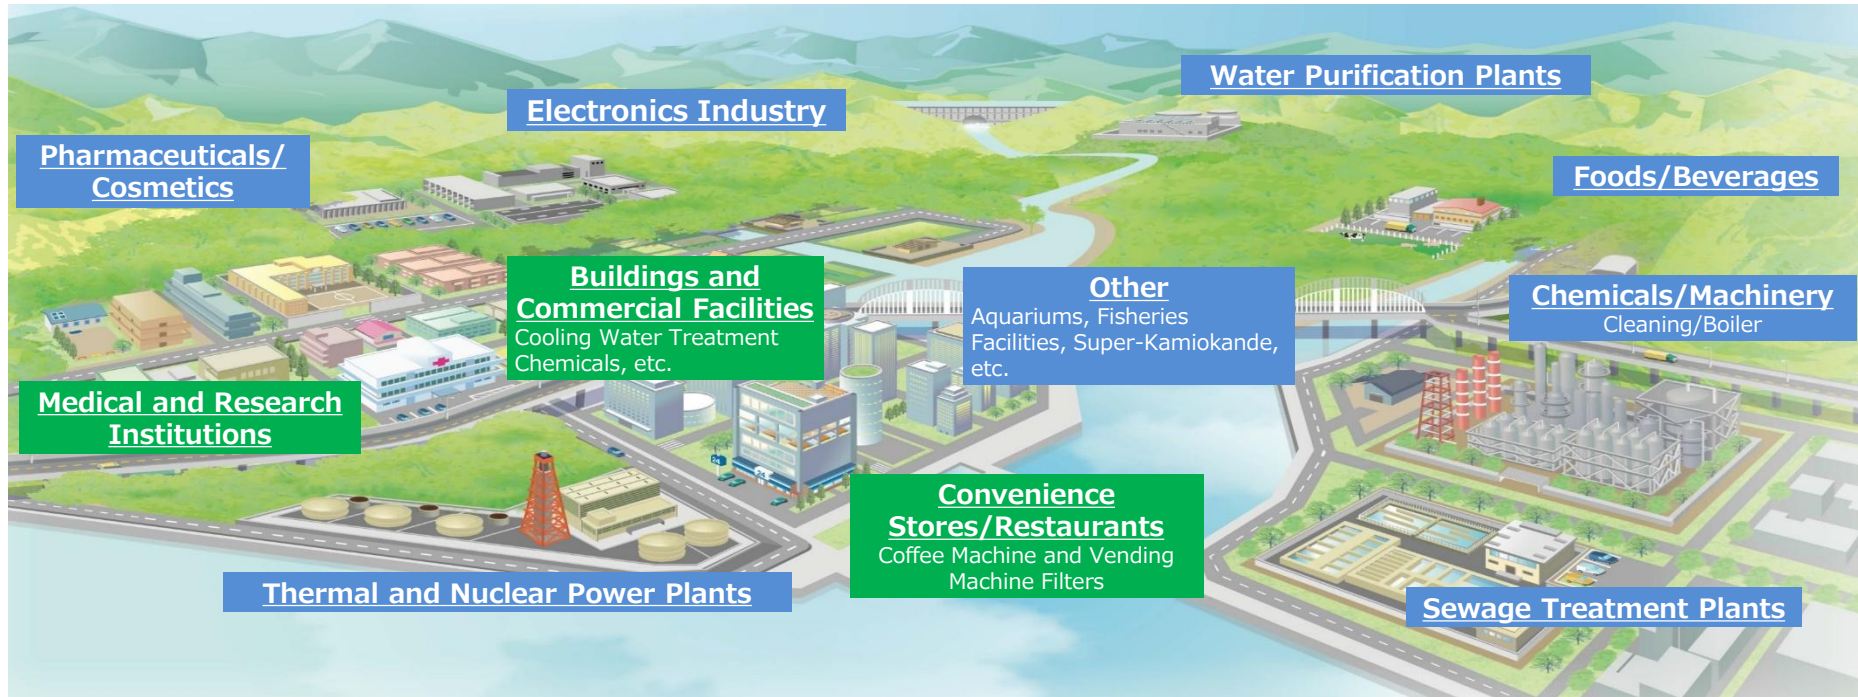 Water Purification Plants
Electronics Industry
Pharmaceuticals/
Cosmetics
Foods/Beverages
Buildings and
Commercial Facilities
Cooling Water Treatment
Chemicals, etc.
Other
Aquariums, Fisheries
Facilities, Super-Kamiokande,
etc.
Chemicals/Machinery
Cleaning/Boiler
Medical and Research
Institutions
Convenience
Stores/Restaurants
Coffee Machine and Vending
Machine Filters
Thermal and Nuclear Power Plants
Sewage Treatment Plants